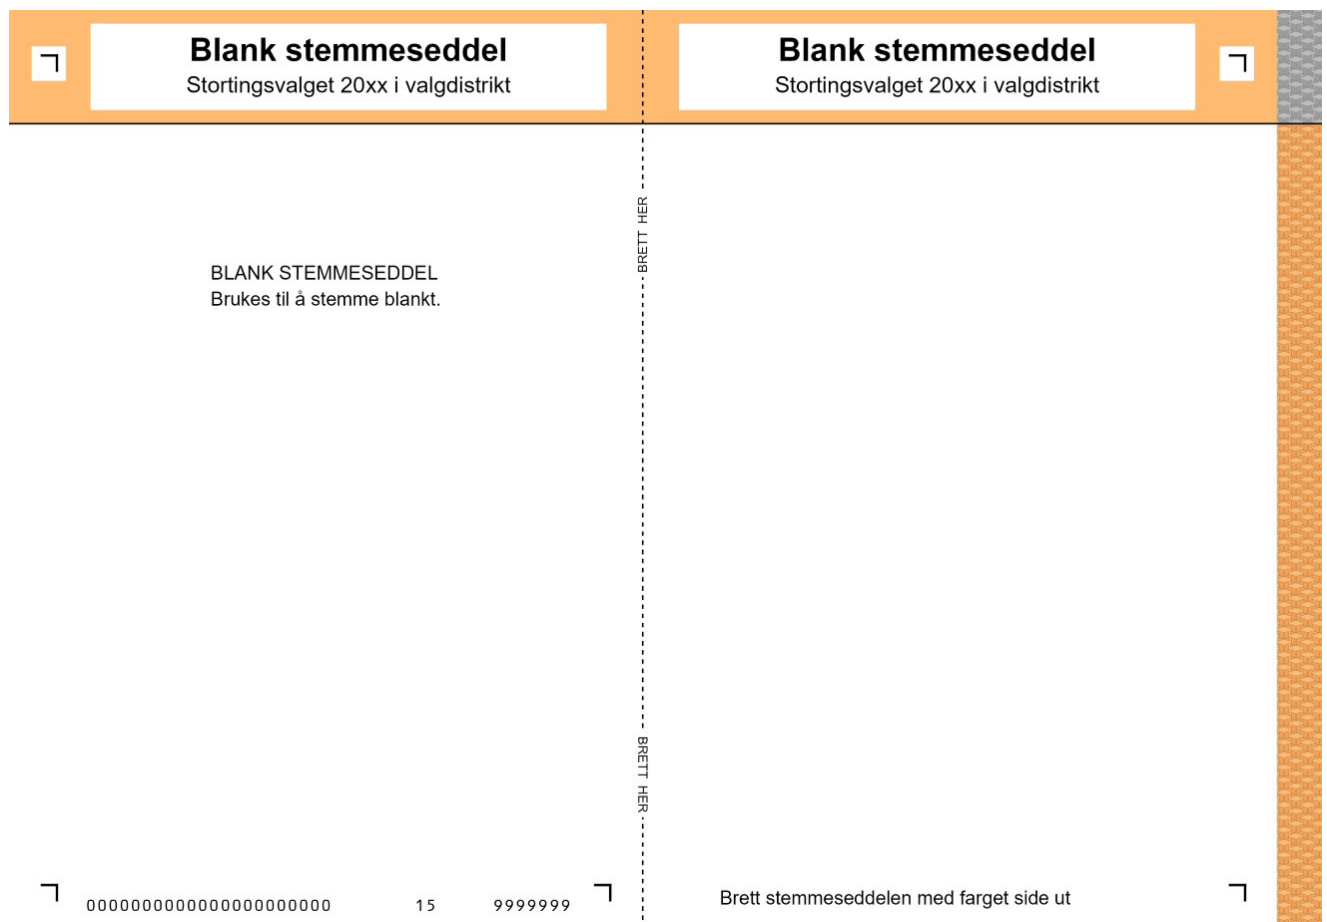 Blank stemmeseddel
Stortingsvalget 20xx i valgdistrikt
BLANK STEMMESEDDEL
Brukes til å stemme blankt.
0000000000000000000000 15 9999999
BRETT HER
BRETT HER
Blank stemmeseddel
Stortingsvalget 20xx i valgdistrikt
Brett stemmeseddelen med farget side ut